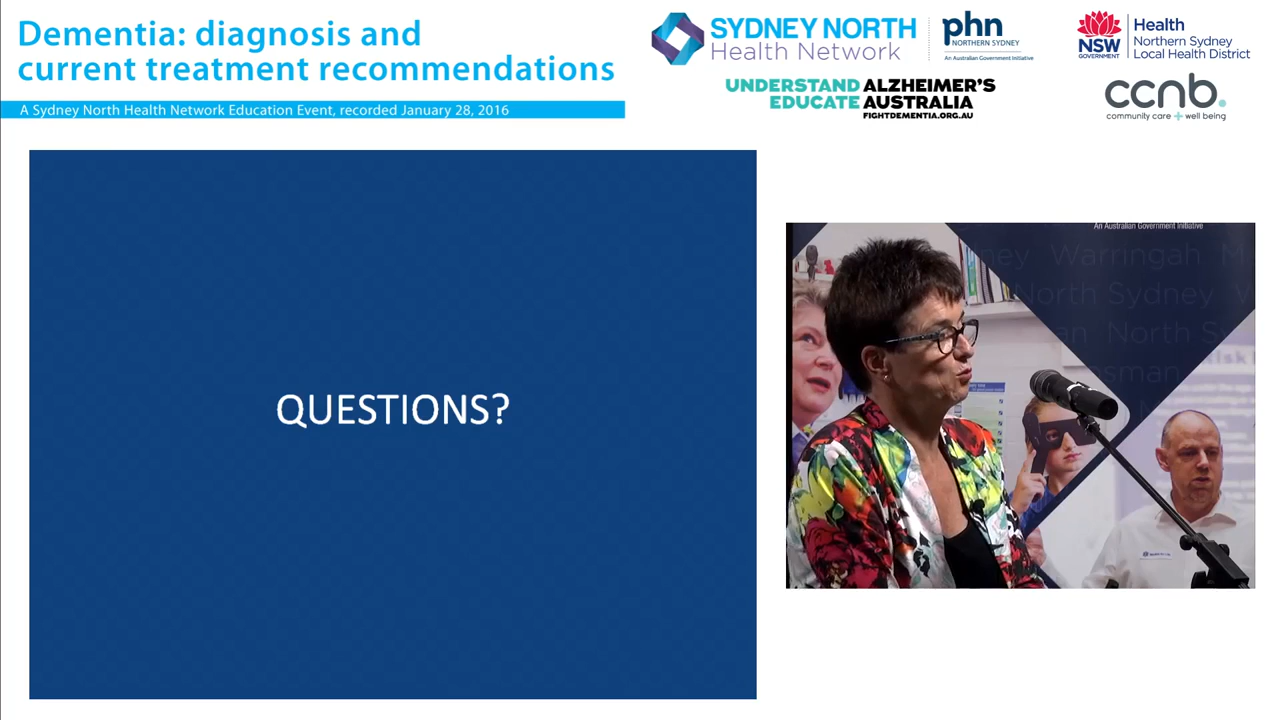 Dementia: diagnosis and
current treatment recommendations
A Sydney North Health Network Education Event, recorded January 28, 2016
SYDNEY NORTH
Health Network
phn
NORTHERN SYDNEY
An Australian Government Initiative
NSW
GOVERNMENT
Health
Northern Sydney
Local Health District
UNDERSTAND ALZHEIMER'S
EDUCATE AUSTRALIA
FIGHTDEMENTIA.ORG.AU
ccnb.
community care + well being
QUESTIONS?
An Australian Government Initiative
Warringah
North Sydney
North